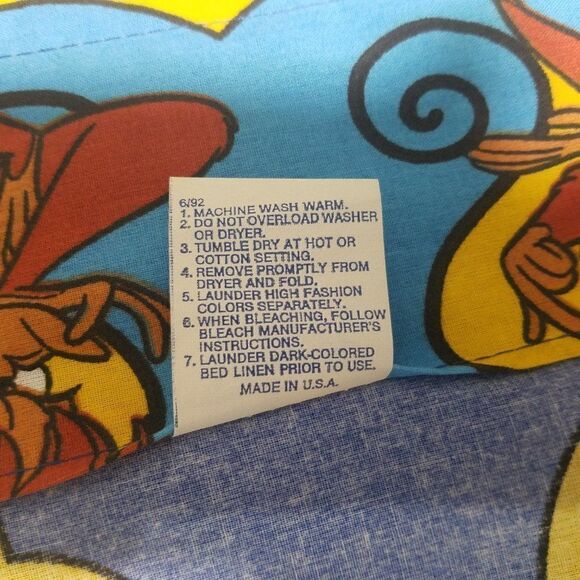 6/92
1. MACHINE WASH WARM.
2. DO NOT OVERLOAD WASHER
OR DRYER.
3. TUMBLE DRY AT HOT OR
COTTON SETTING.
4. REMOVE PROMPTLY FROM
DRYER AND FOLD.
5. LAUNDER HIGH FASHION
COLORS SEPARATELY.
6. WHEN BLEACHING, FOLLOW
BLEACH MANUFACTURER'S
INSTRUCTIONS.
7. LAUNDER DARK-COLORED
BED LINEN PRIOR TO USE.
MADE IN U.S.A.